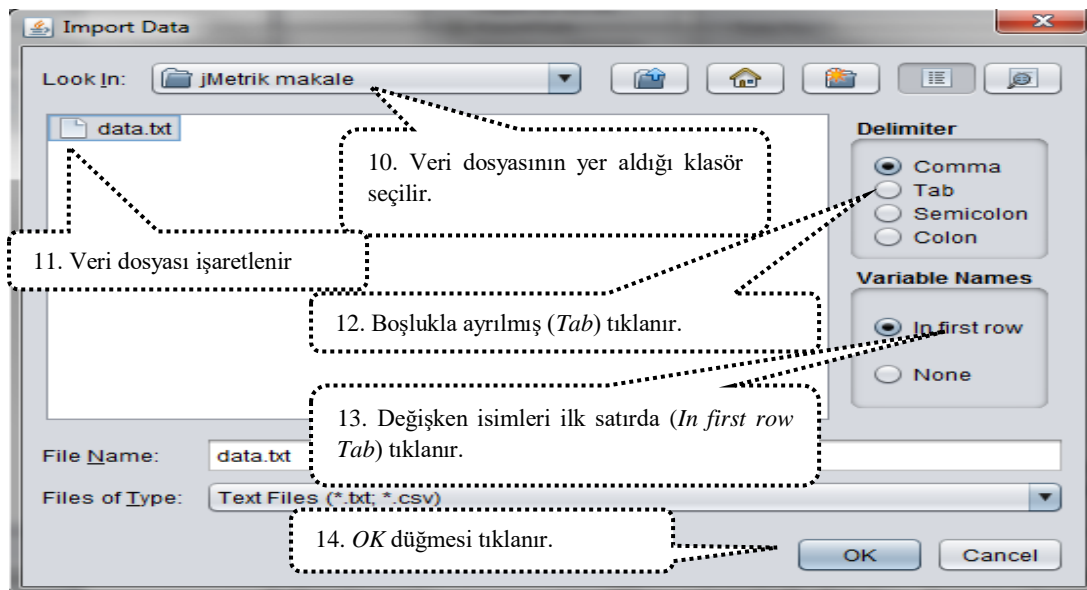 Import Data
Look In:
jMetrik makale
data.txt
10. Veri dosyasının yer aldığı klasör
seçilir.
11. Veri dosyası işaretlenir
Delimiter
Comma
Tab
Semicolon
Colon
12. Boşlukla ayrılmış (Tab) tıklanır.
Variable Names
In first row
None
13. Değişken isimleri ilk satırda (In first row
Tab) tıklanır.
File Name:
data.txt
Files of Type:
Text Files (*.txt; *.csv)
14. OK düğmesi tıklanır.
OK
Cancel